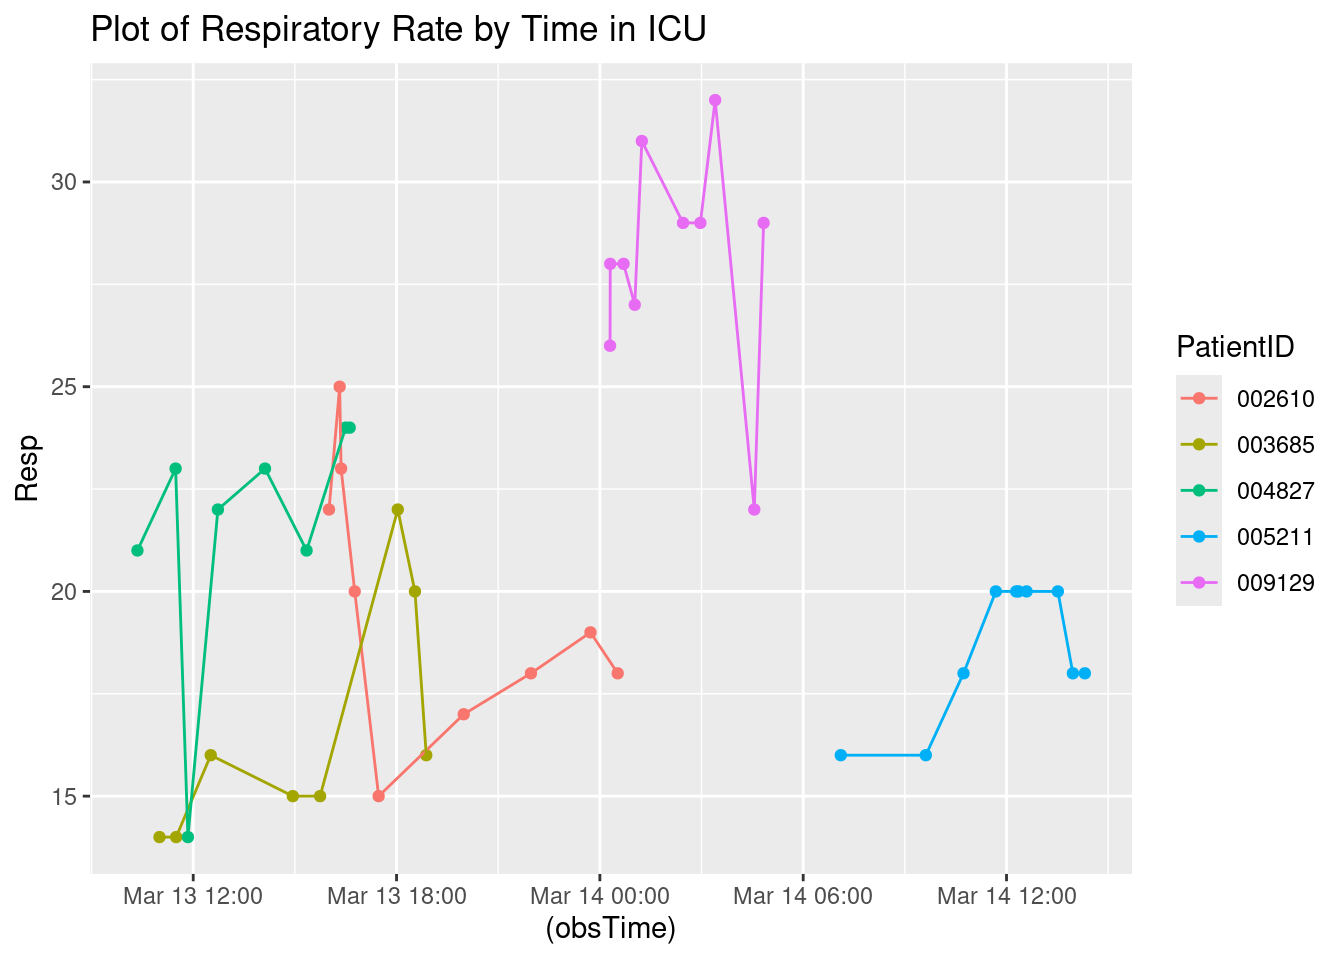 Plot of Respiratory Rate by Time in ICU
Resp
30
25
20
15
Mar 13 12:00
Mar 13 18:00
Mar 14 00:00
Mar 14 06:00
Mar 14 12:00
(obsTime)
PatientID
002610
003685
004827
005211
009129